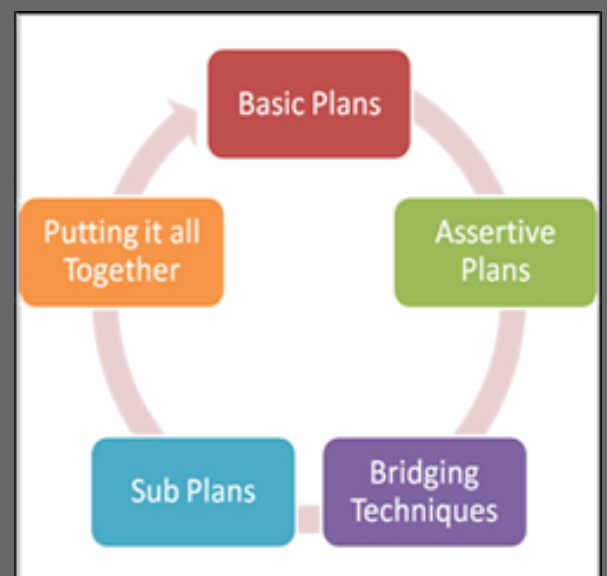 Basic Plans
Assertive
Plans
Bridging
Techniques
Sub Plans
Putting it all
Together